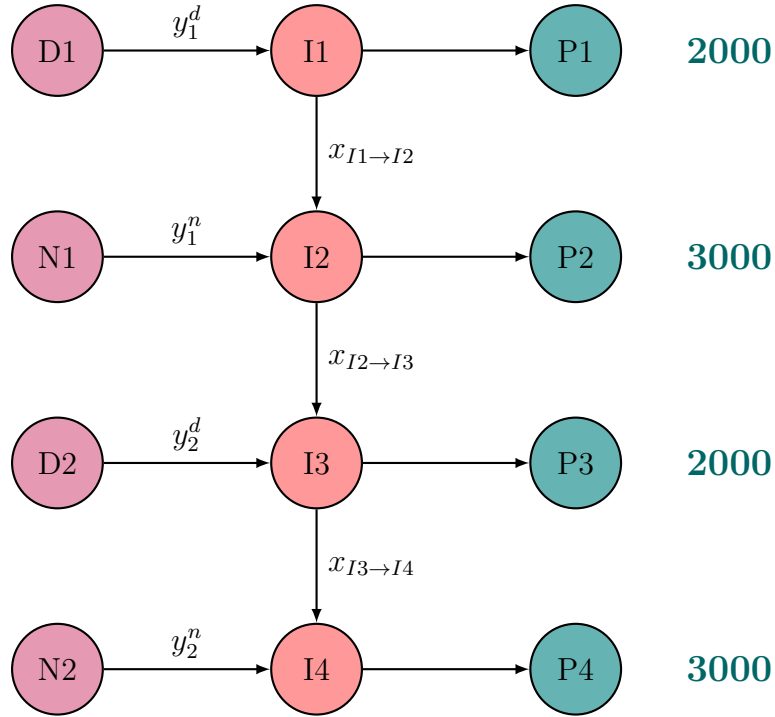 D1 y_1^d I1 P1 2000
x_{I1→I2}
N1 y_1^n I2 P2 3000
x_{I2→I3}
D2 y_2^d I3 P3 2000
x_{I3→I4}
N2 y_2^n I4 P4 3000